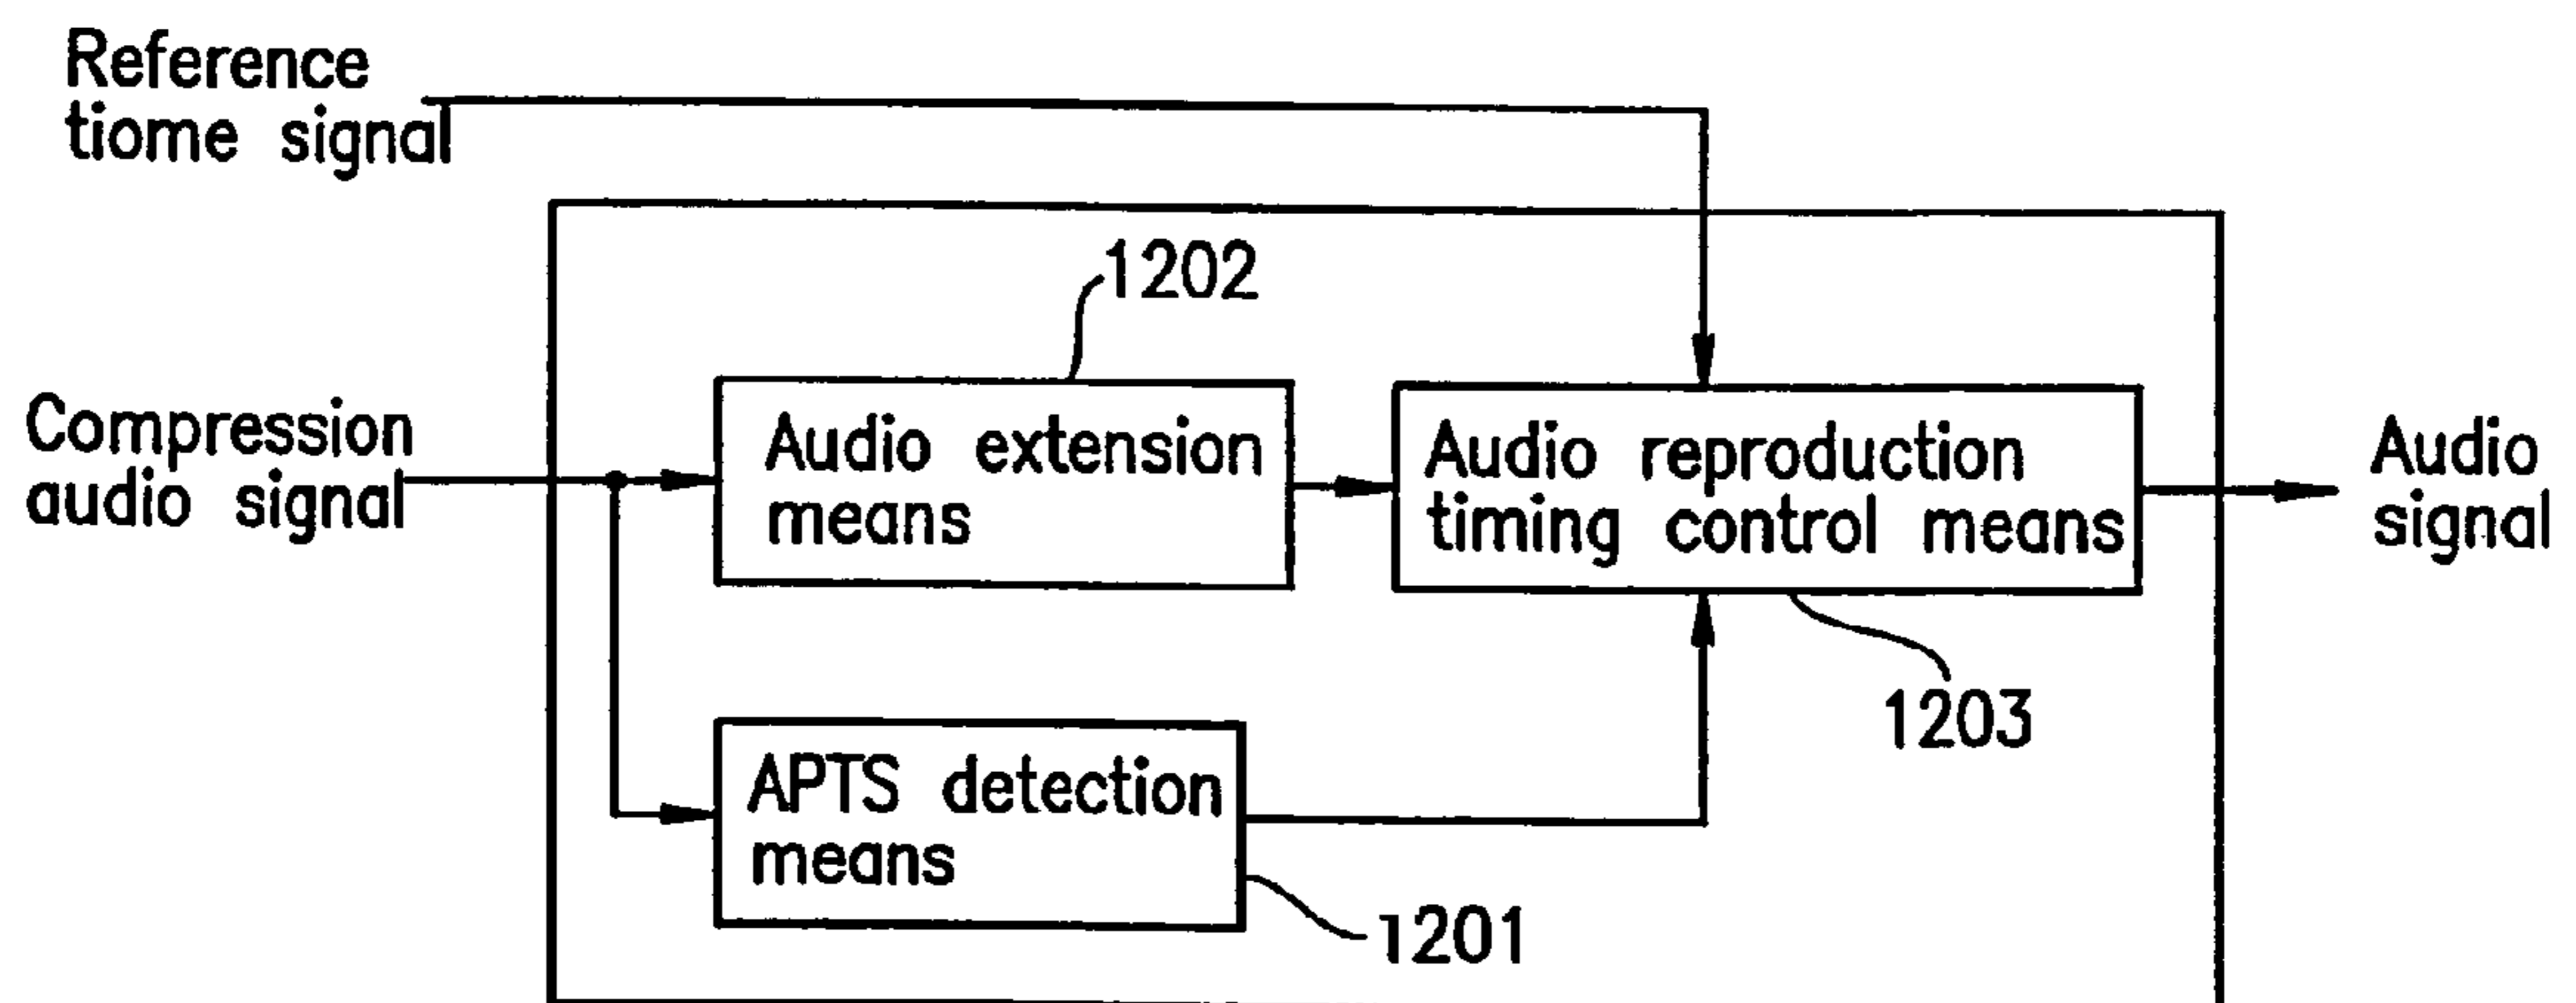 Reference
tiome signal
1202
Compression
audio signal
Audio extension
means
Audio reproduction
timing control means
Audio
signal
1203
APTS detection
means
1201